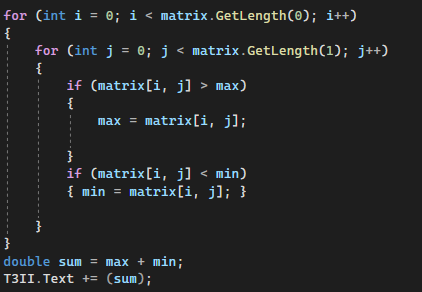 for (int i = 0; i < matrix.GetLength(0); i++)
{
for (int j = 0; j < matrix.GetLength(1); j++)
{
if (matrix[i, j] > max)
{
max = matrix[i, j];
}
if (matrix[i, j] < min)
{ min = matrix[i, j]; }
}
}
double sum = max + min;
T3II.Text += (sum);